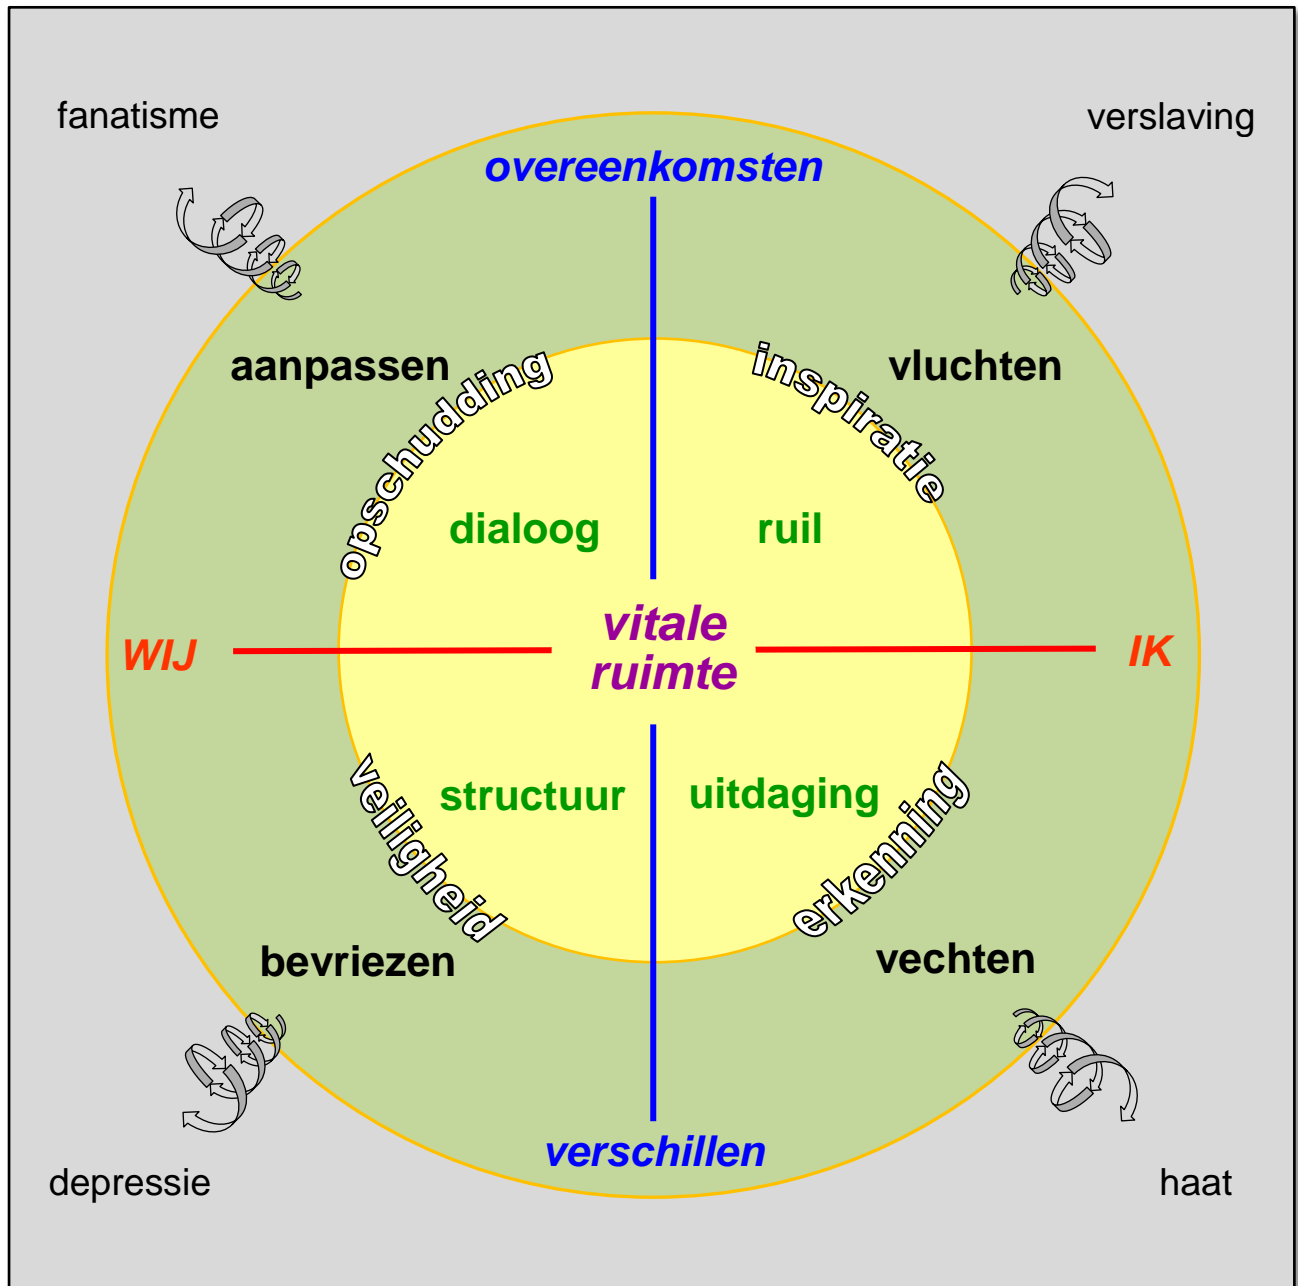 fanatisme
verslaving
overeenkomsten
aanpassen
vluchten
opschudding
inspiratie
dialoog
ruil
WIJ
vitale
ruimte
IK
structuur
uitdaging
veiligheid
erkenning
bevriezen
vechten
verschillen
depressie
haat